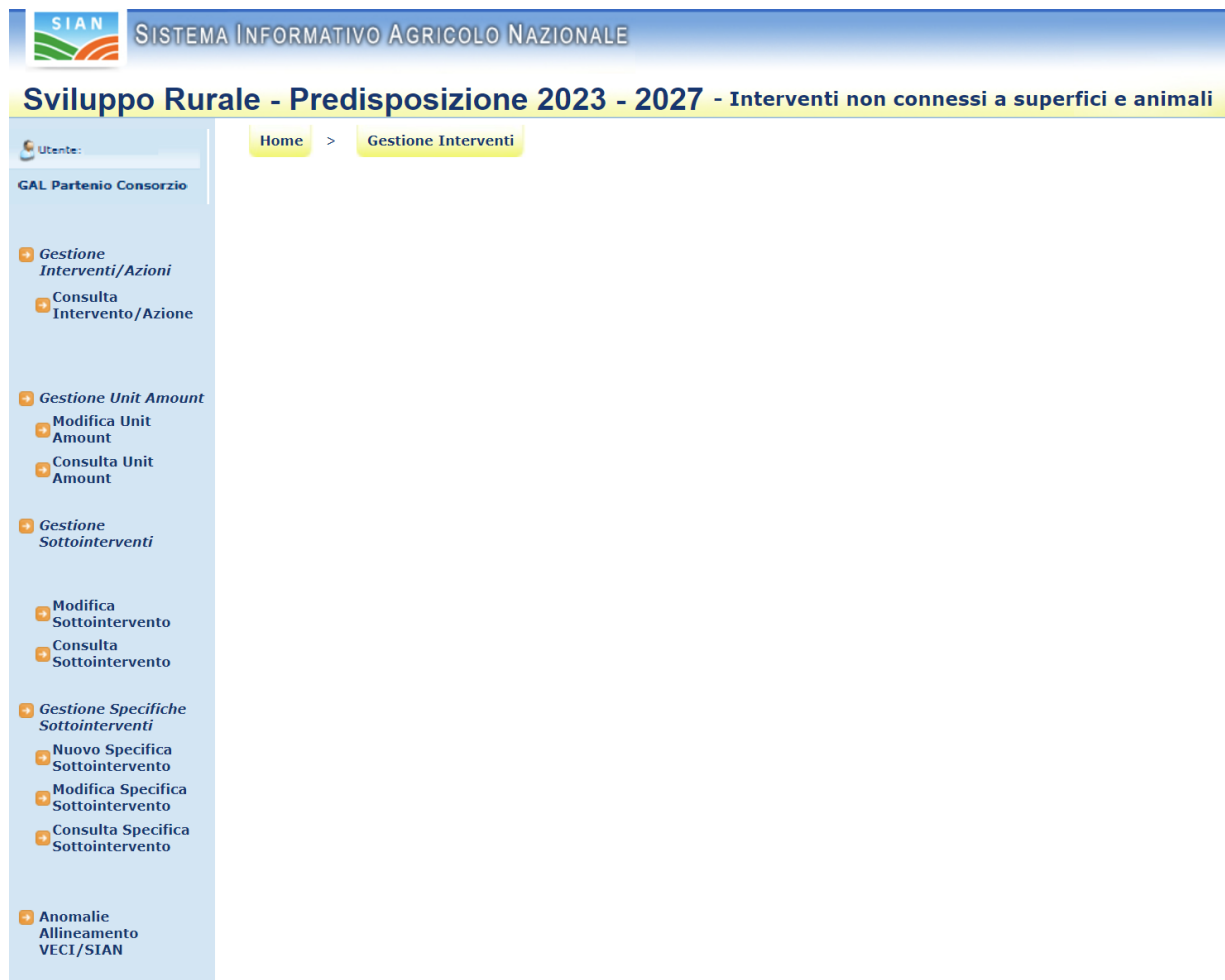 SIAN
SISTEMA INFORMATIVO AGRICOLO NAZIONALE
Sviluppo Rurale - Predisposizione 2023 - 2027 - Interventi non connessi a superfici e animali
Home > Gestione Interventi
Utente:
GAL Partenio Consorzio
Gestione
Interventi/Azioni
Consulta
Intervento/Azione
Gestione Unit Amount
Modifica Unit
Amount
Consulta Unit
Amount
Gestione
Sottointerventi
Modifica
Sottointervento
Consulta
Sottointervento
Gestione Specifiche
Sottointerventi
Nuovo Specifica
Sottointervento
Modifica Specifica
Sottointervento
Consulta Specifica
Sottointervento
Anomalie
Allineamento
VECI/SIAN